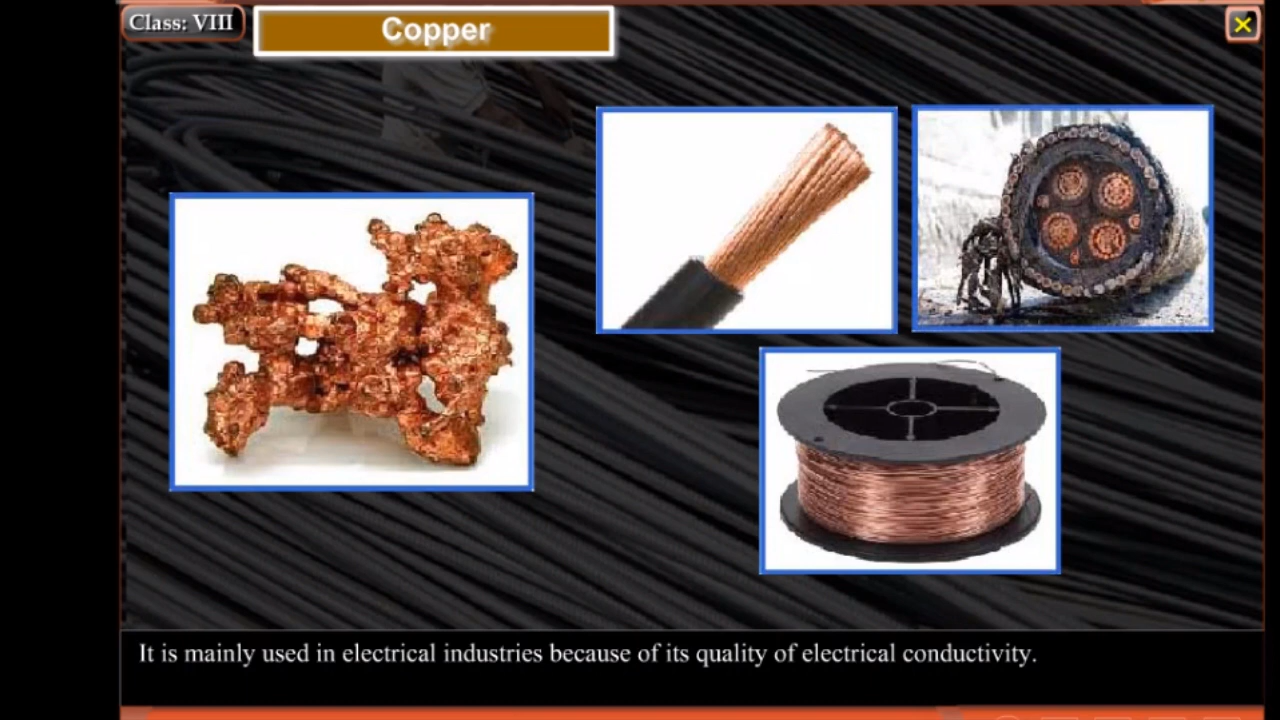 Class: VIII
Copper
It is mainly used in electrical industries because of its quality of electrical conductivity.